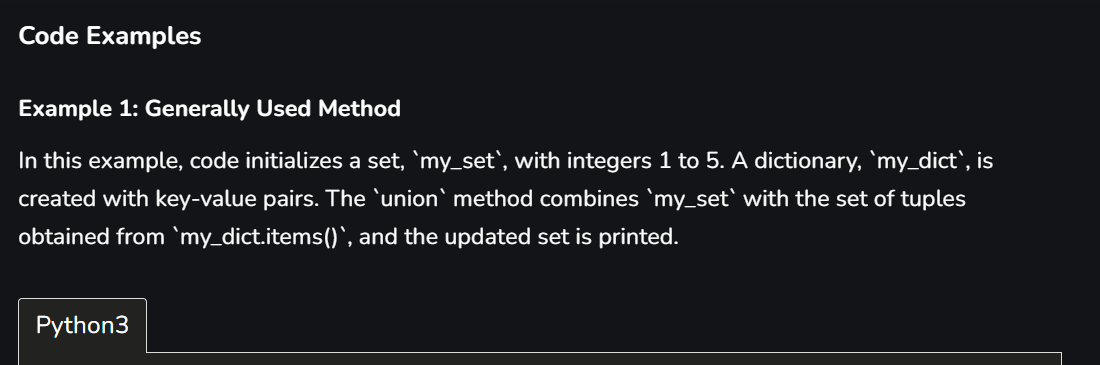 Code Examples
Example 1: Generally Used Method
In this example, code initializes a set, `my_set`, with integers 1 to 5. A dictionary, `my_dict`, is
created with key-value pairs. The `union` method combines `my_set` with the set of tuples
obtained from `my_dict.items()`, and the updated set is printed.
Python3